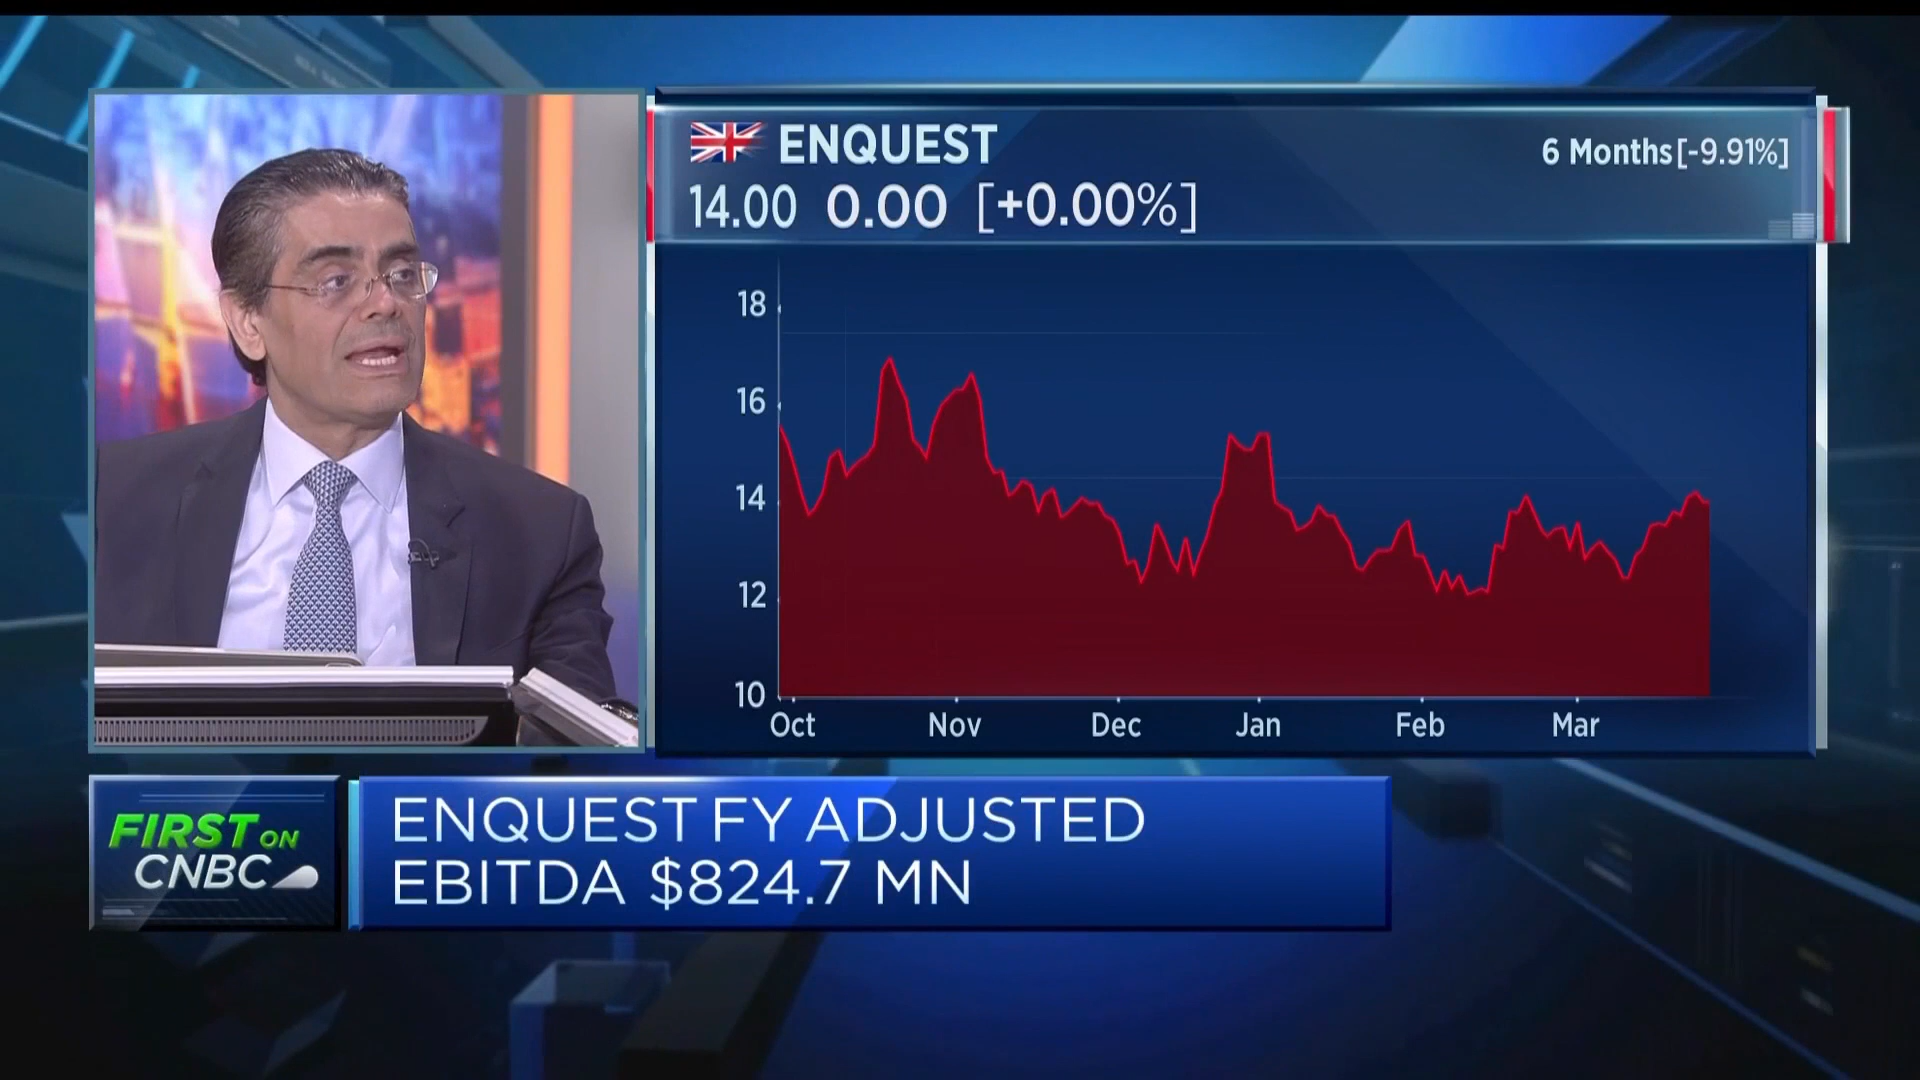 ENQUEST
6 Months[-9.91%]
14.00 0.00 [+0.00%]
18
16
14
12
10
Oct Nov Dec Jan Feb Mar
FIRST ON
CNBC
ENQUEST FY ADJUSTED
EBITDA $824.7 MN